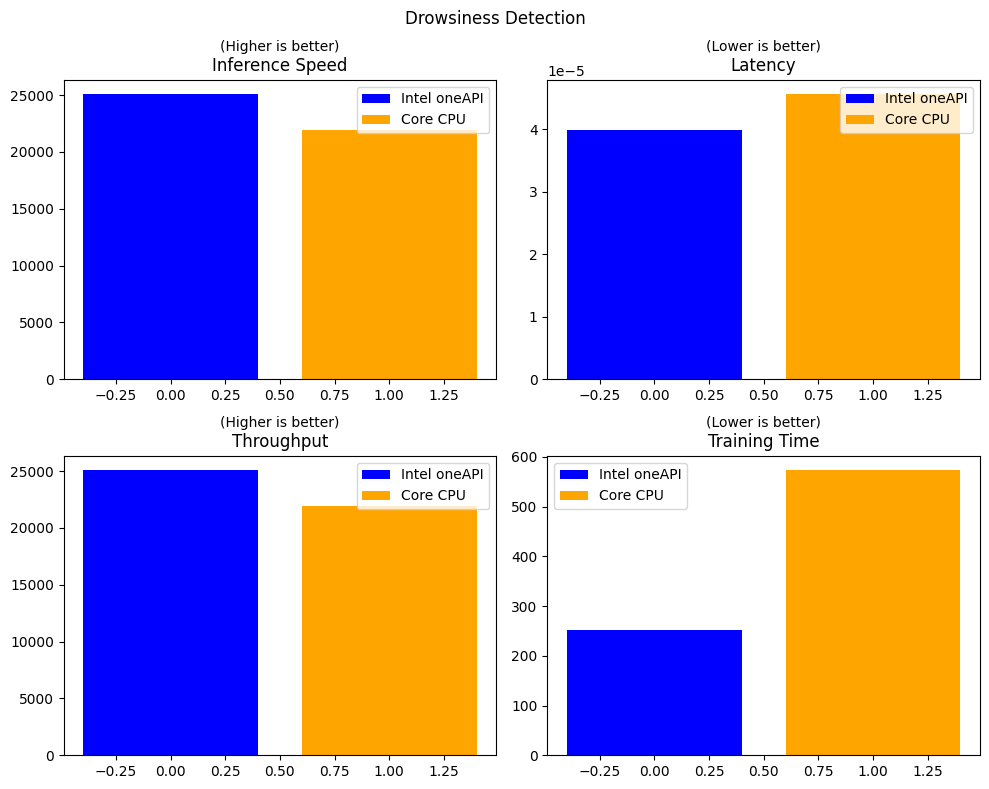 Drowsiness Detection
(Higher is better)
Inference Speed
25000
20000
15000
10000
5000
0
−0.25 0.00 0.25 0.50 0.75 1.00 1.25
Intel oneAPI
Core CPU
(Lower is better)
Latency
1e−5
4
3
2
1
0
−0.25 0.00 0.25 0.50 0.75 1.00 1.25
Intel oneAPI
Core CPU
(Higher is better)
Throughput
25000
20000
15000
10000
5000
0
−0.25 0.00 0.25 0.50 0.75 1.00 1.25
Intel oneAPI
Core CPU
(Lower is better)
Training Time
600
500
400
300
200
100
0
−0.25 0.00 0.25 0.50 0.75 1.00 1.25
Intel oneAPI
Core CPU